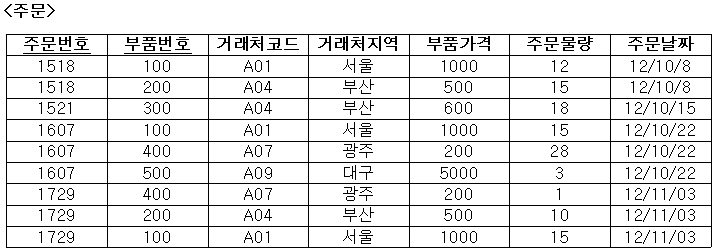 <주문>
주문번호 부품번호 거래처코드 거래처지역 부품가격 주문물량 주문날짜
1518 100 A01 서울 1000 12 12/10/8
1518 200 A04 부산 500 15 12/10/8
1521 300 A04 부산 600 18 12/10/15
1607 100 A01 서울 1000 15 12/10/22
1607 400 A07 광주 200 28 12/10/22
1607 500 A09 대구 5000 3 12/10/22
1729 400 A07 광주 200 1 12/11/03
1729 200 A04 부산 500 10 12/11/03
1729 100 A01 서울 1000 15 12/11/03